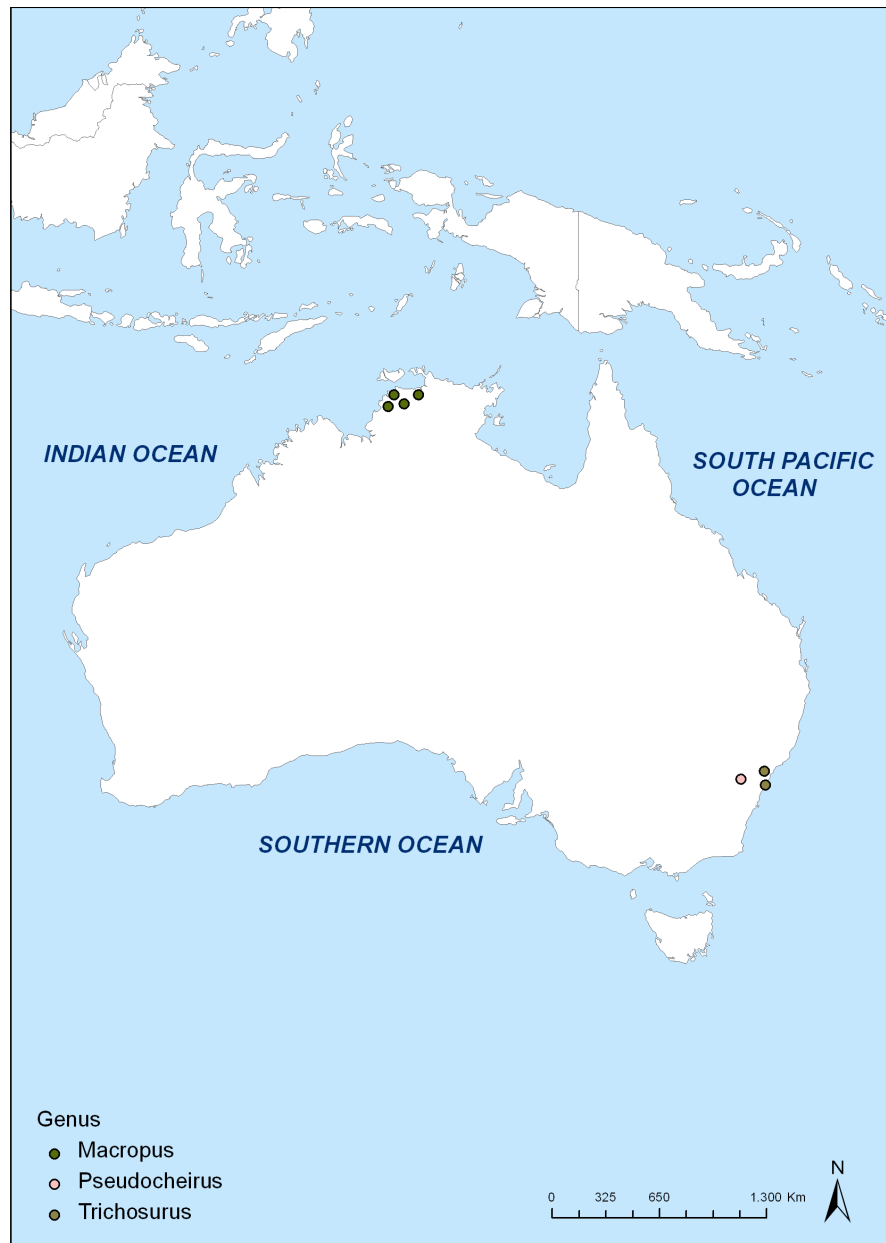 INDIAN OCEAN
SOUTH PACIFIC
OCEAN
SOUTHERN OCEAN
Genus
Macropus
Pseudocheirus
Trichosurus
0 325 650 1.300 Km
N